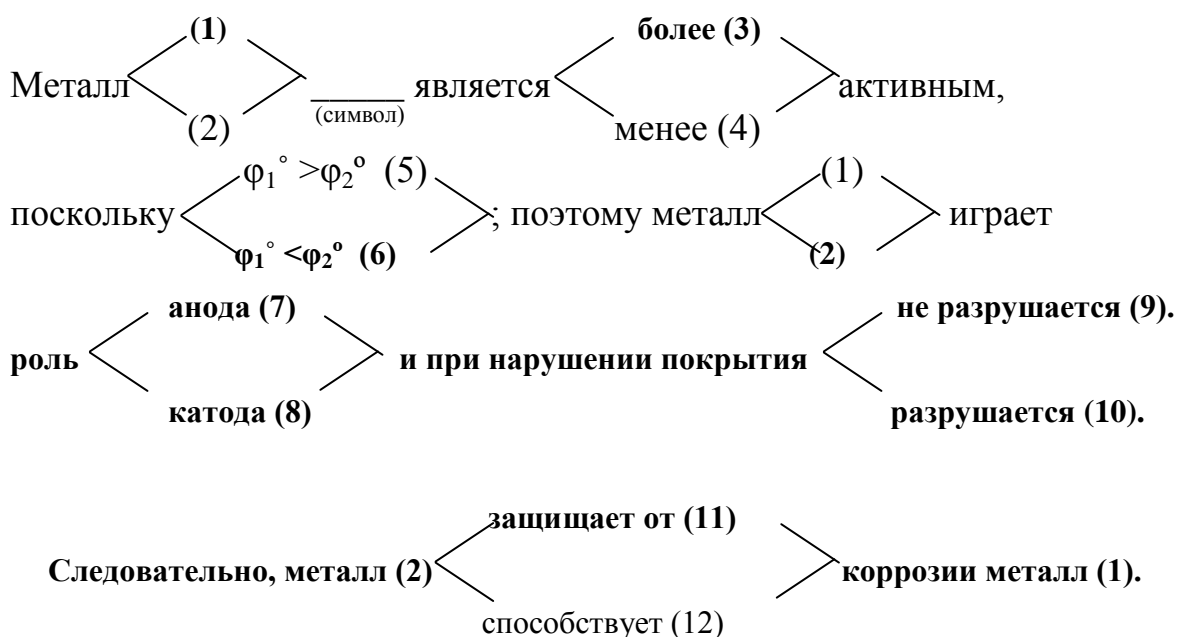 (1) более (3)
Металл _____ является активным,
(символ)
(2) менее (4)
φ₁° >φ₂º (5) (1)
поскольку ; поэтому металл играет
φ₁° <φ₂º (6) (2)
анода (7) не разрушается (9).
роль и при нарушении покрытия
катода (8) разрушается (10).
защищает от (11)
Следовательно, металл (2) коррозии металл (1).
способствует (12)